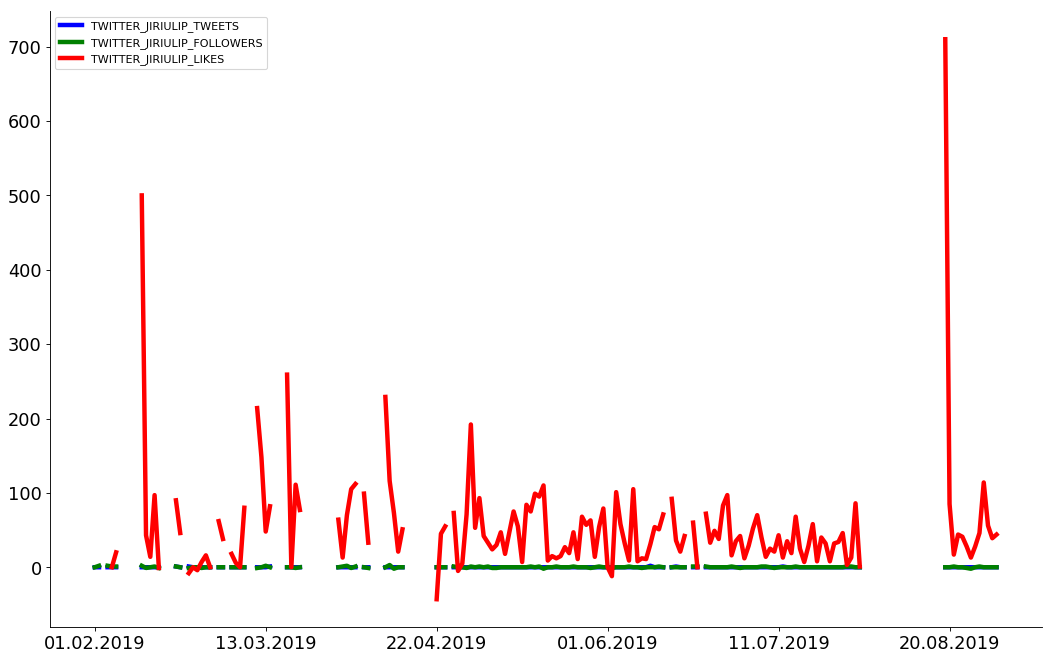 TWITTER_JIRIULIP_TWEETS
TWITTER_JIRIULIP_FOLLOWERS
TWITTER_JIRIULIP_LIKES
700
600
500
400
300
200
100
0
01.02.2019 13.03.2019 22.04.2019 01.06.2019 11.07.2019 20.08.2019